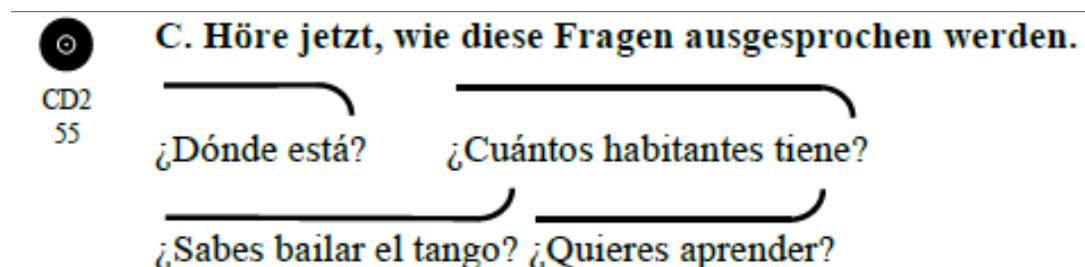 C. Höre jetzt, wie diese Fragen ausgesprochen werden.
CD2
55
¿Dónde está? ¿Cuántos habitantes tiene?
¿Sabes bailar el tango? ¿Quieres aprender?